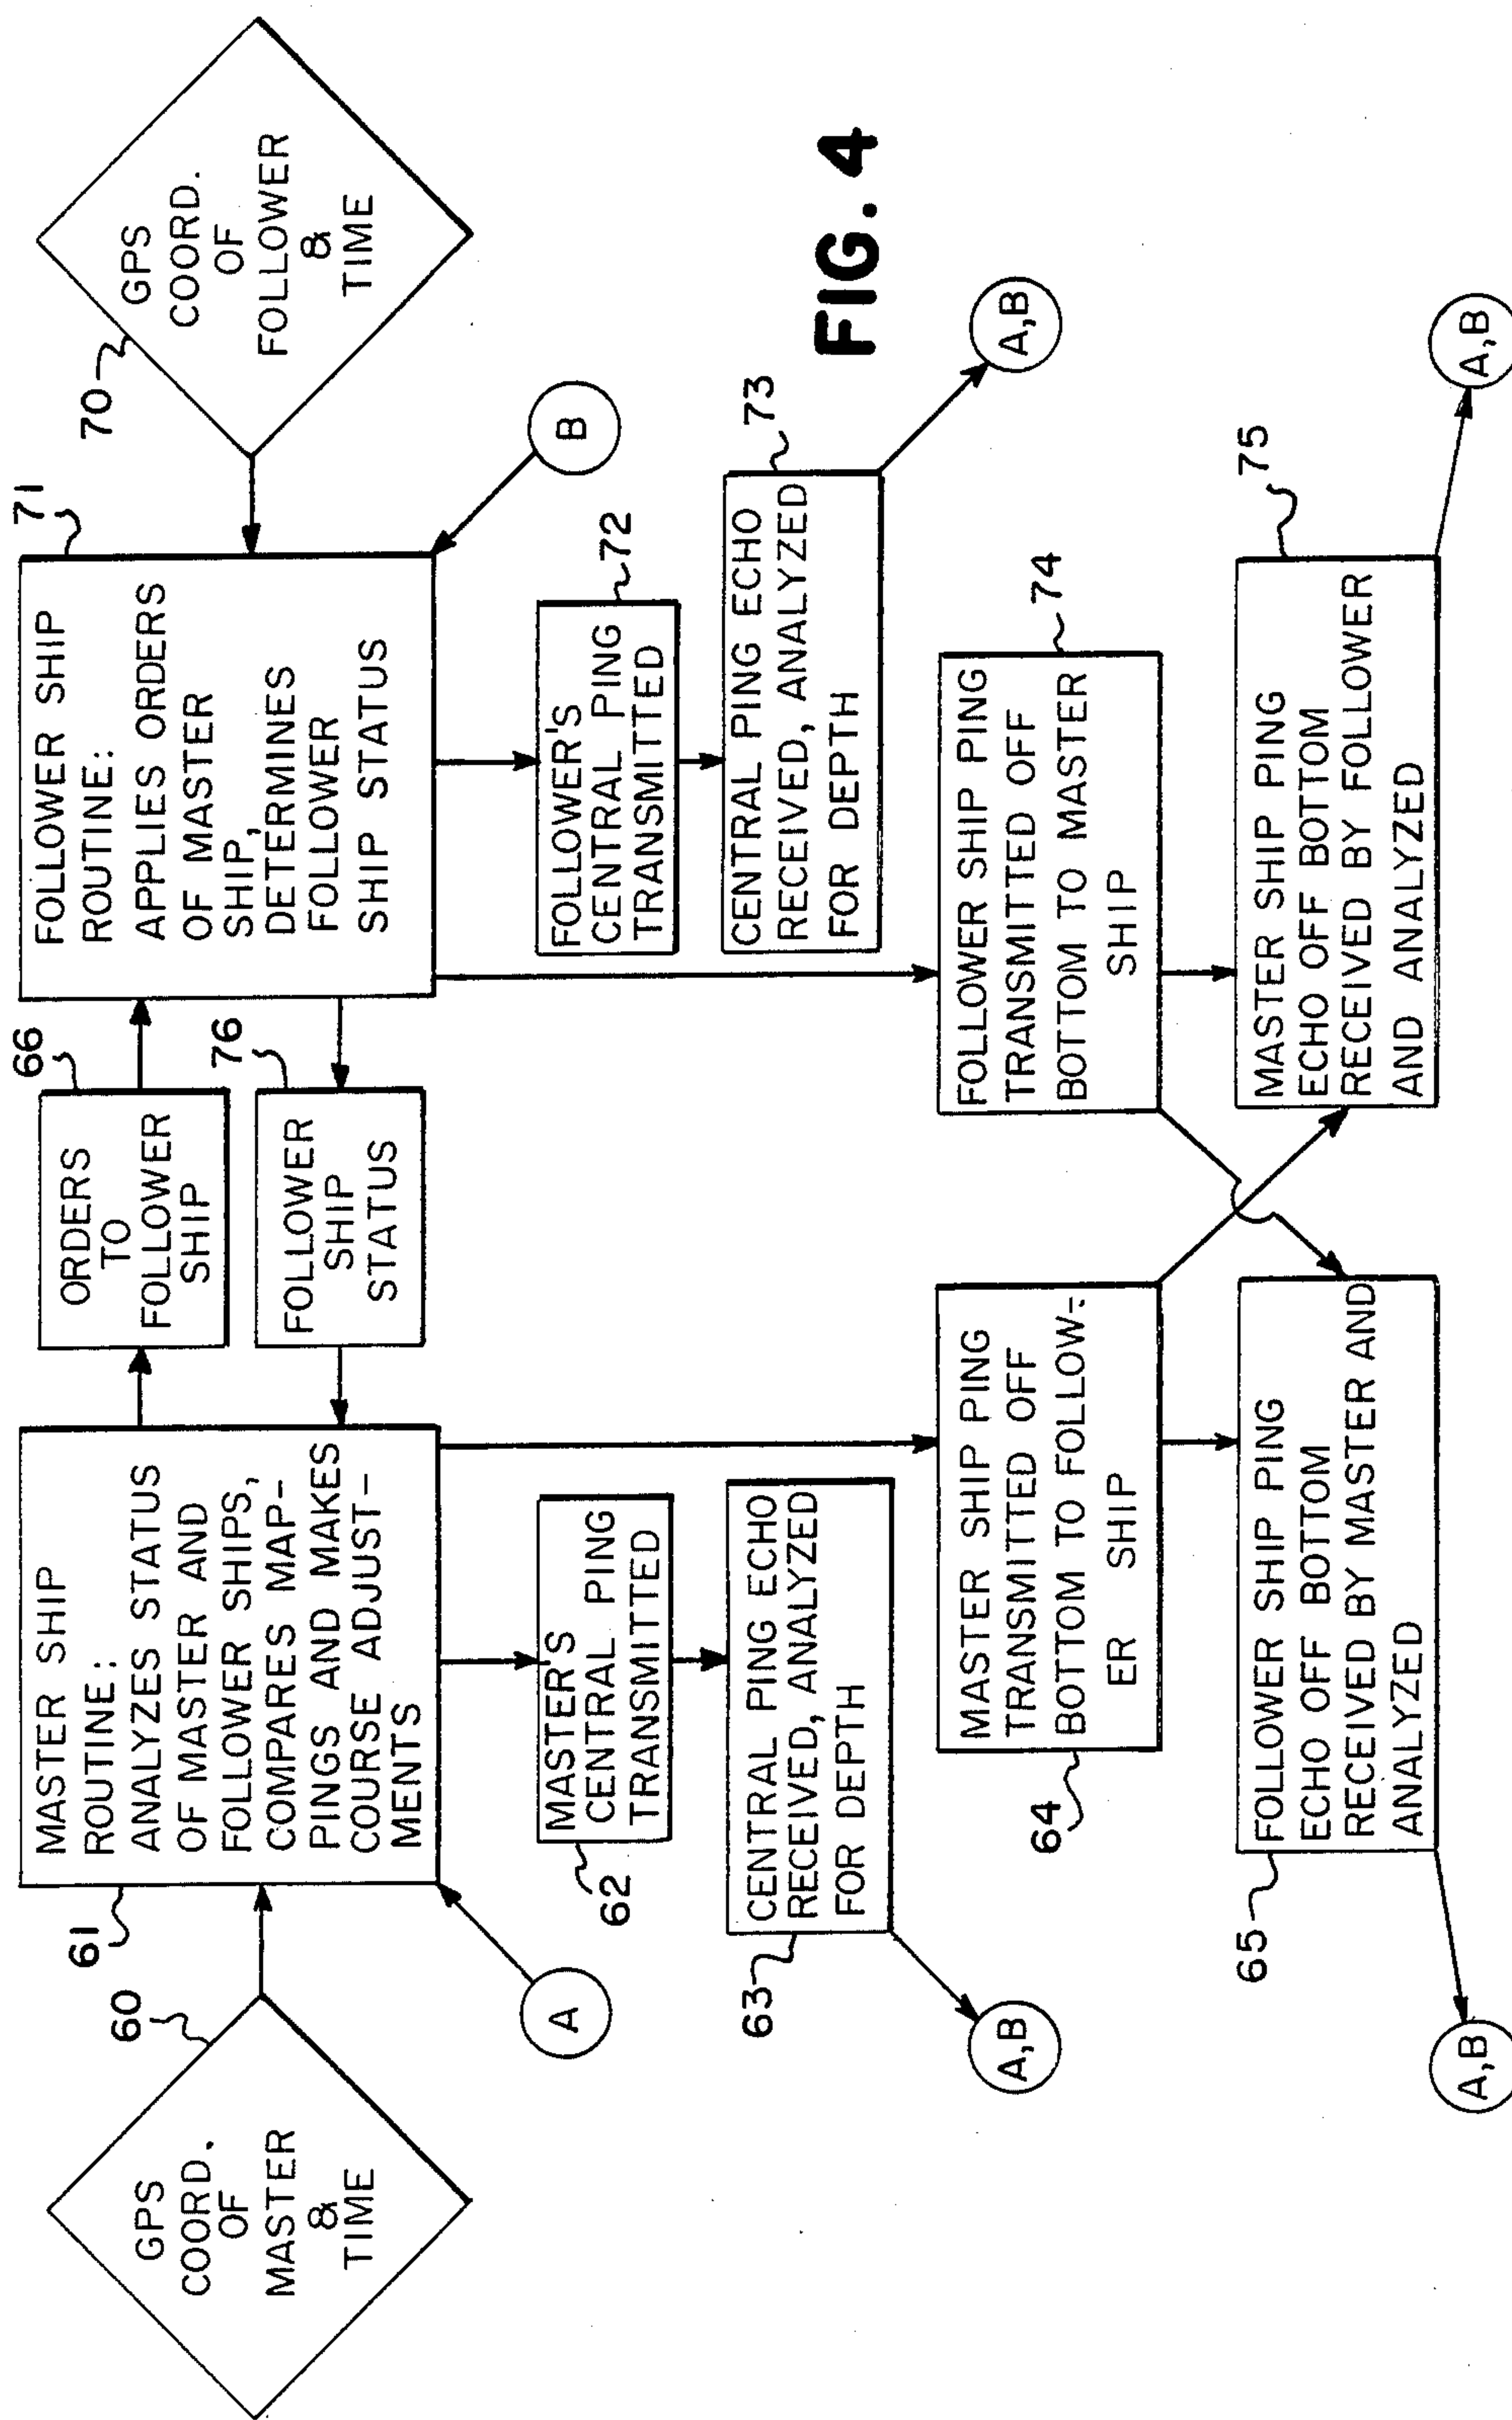 60
GPS
COORD.
OF
MASTER
&
TIME
61
MASTER SHIP
ROUTINE:
ANALYZES STATUS
OF MASTER AND
FOLLOWER SHIPS,
COMPARES MAP-
PINGS AND MAKES
COURSE ADJUST-
MENTS
66
ORDERS
TO
FOLLOWER
SHIP
76
FOLLOWER
SHIP
STATUS
71
FOLLOWER SHIP
ROUTINE:
APPLIES ORDERS
OF MASTER
SHIP,
DETERMINES
FOLLOWER
SHIP STATUS
70
GPS
COORD.
OF
FOLLOWER
&
TIME
A
62
MASTER'S
CENTRAL PING
TRANSMITTED
72
FOLLOWER'S
CENTRAL PING
TRANSMITTED
B
63
CENTRAL PING ECHO
RECEIVED, ANALYZED
FOR DEPTH
73
CENTRAL PING ECHO
RECEIVED, ANALYZED
FOR DEPTH
FIG. 4
A,B
64
MASTER SHIP PING
TRANSMITTED OFF
BOTTOM TO FOLLOW-
ER SHIP
74
FOLLOWER SHIP PING
TRANSMITTED OFF
BOTTOM TO MASTER
SHIP
A,B
65
FOLLOWER SHIP PING
ECHO OFF BOTTOM
RECEIVED BY MASTER AND
ANALYZED
75
MASTER SHIP PING
ECHO OFF BOTTOM
RECEIVED BY FOLLOWER
AND ANALYZED
A,B
A,B